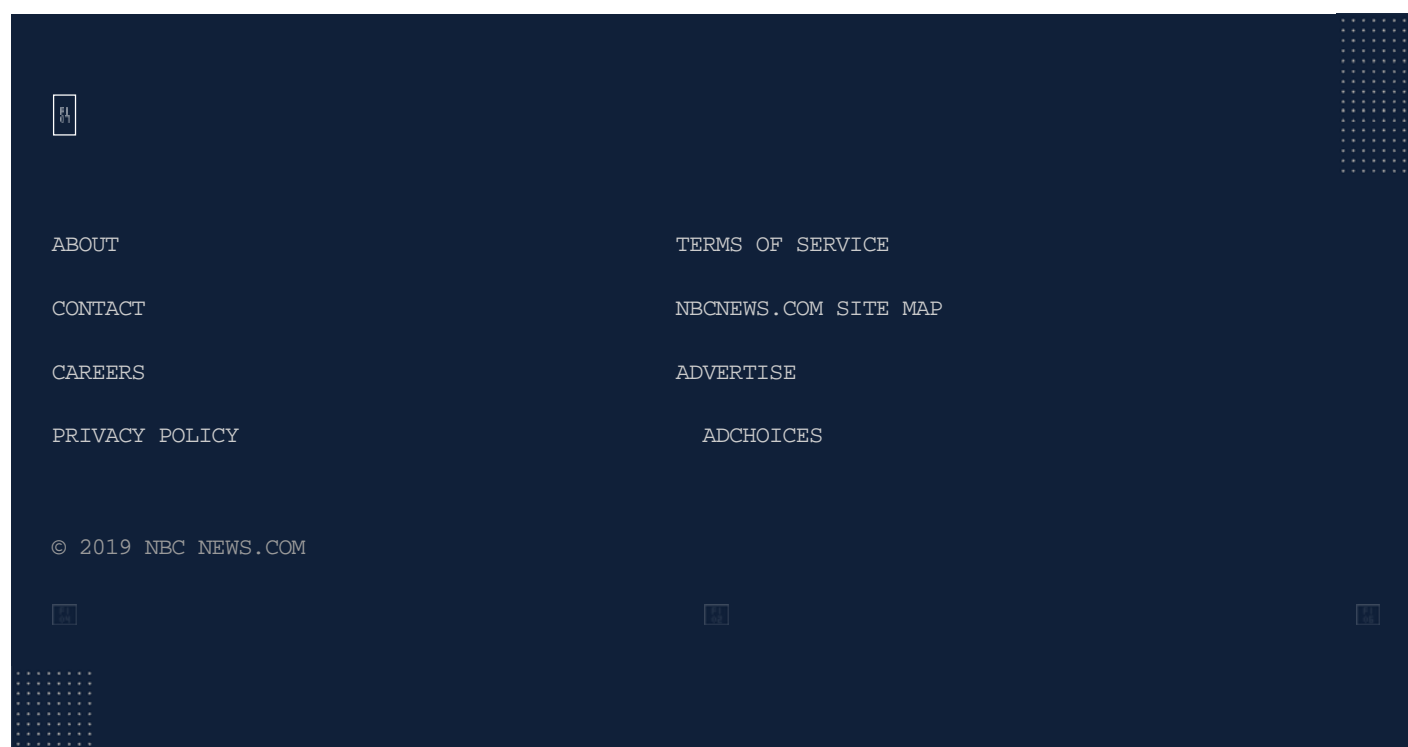 ABOUT
CONTACT
CAREERS
PRIVACY POLICY
TERMS OF SERVICE
NBCNEWS.COM SITE MAP
ADVERTISE
ADCHOICES
© 2019 NBC NEWS.COM